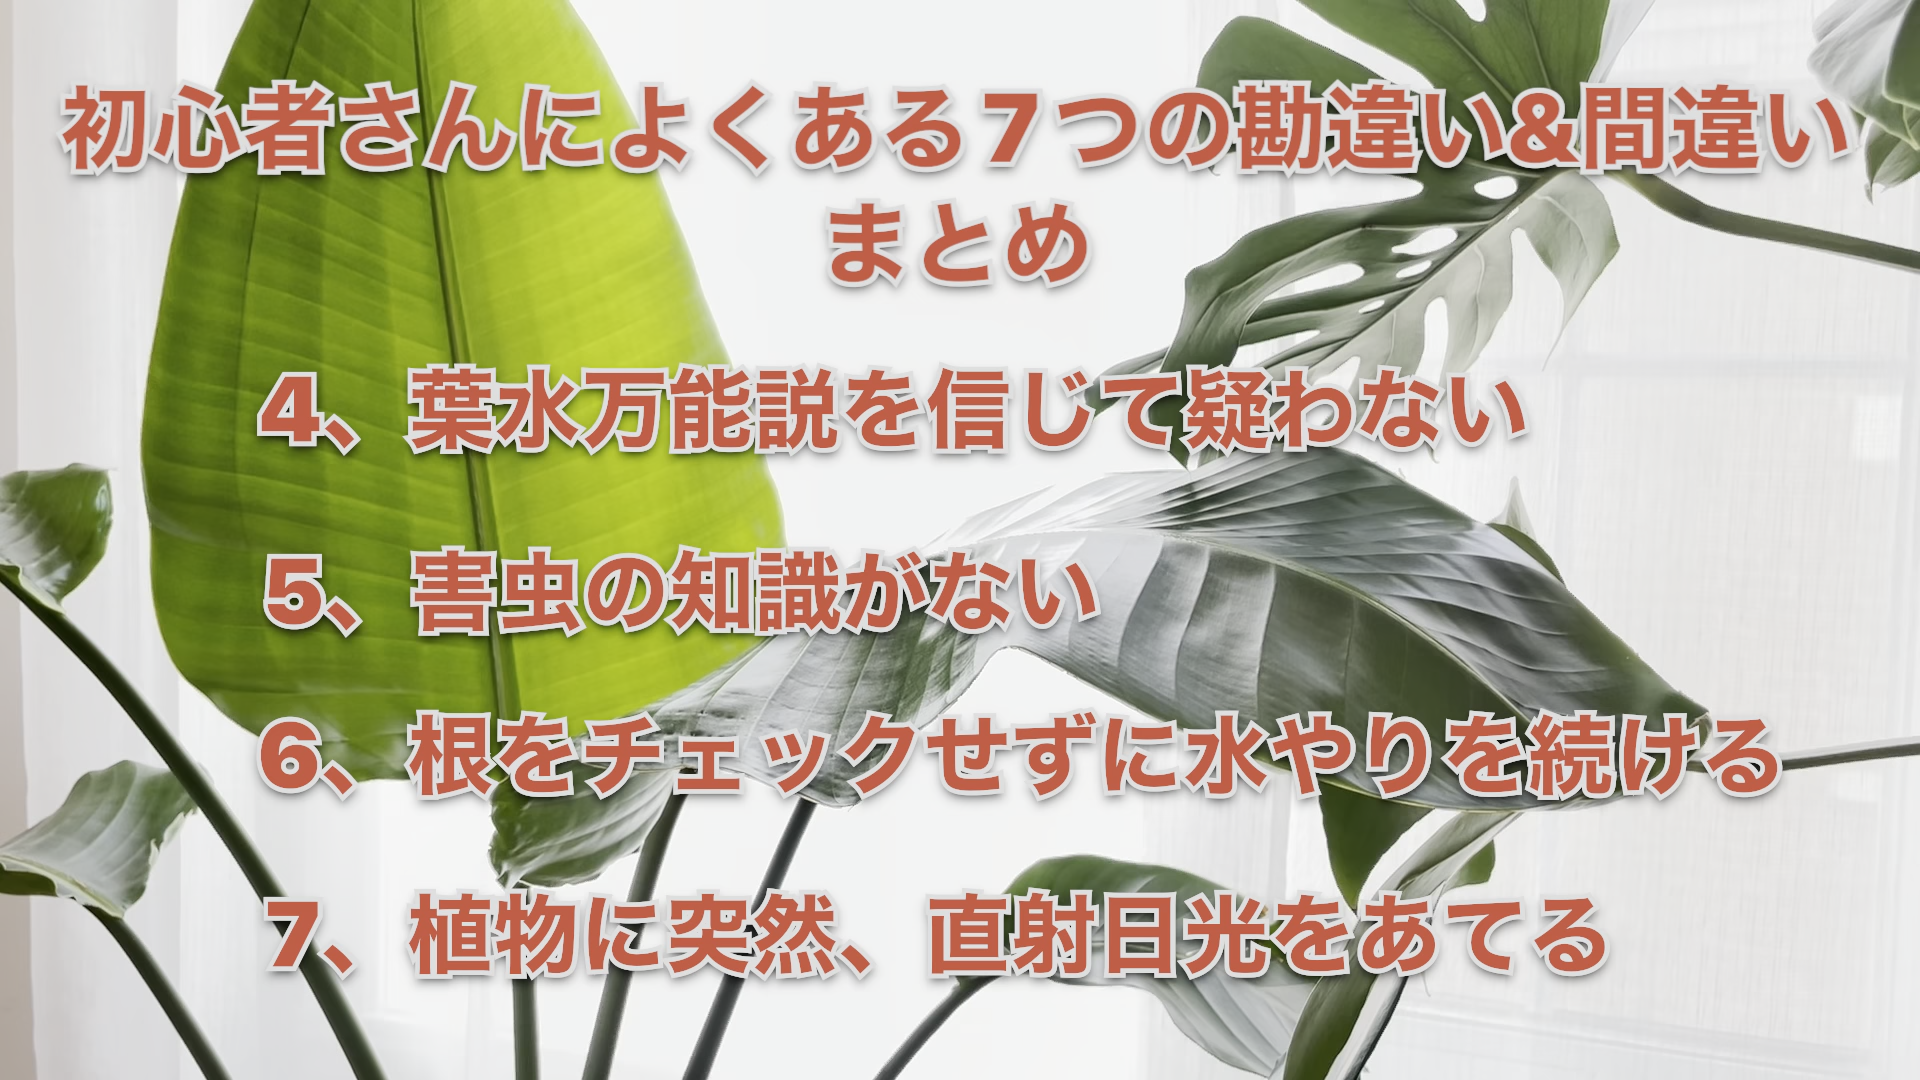 初心者さんによくある７つの勘違い&間違い
まとめ
4、葉水万能説を信じて疑わない
5、害虫の知識がない
6、根をチェックせずに水やりを続ける
7、植物に突然、直射日光をあてる